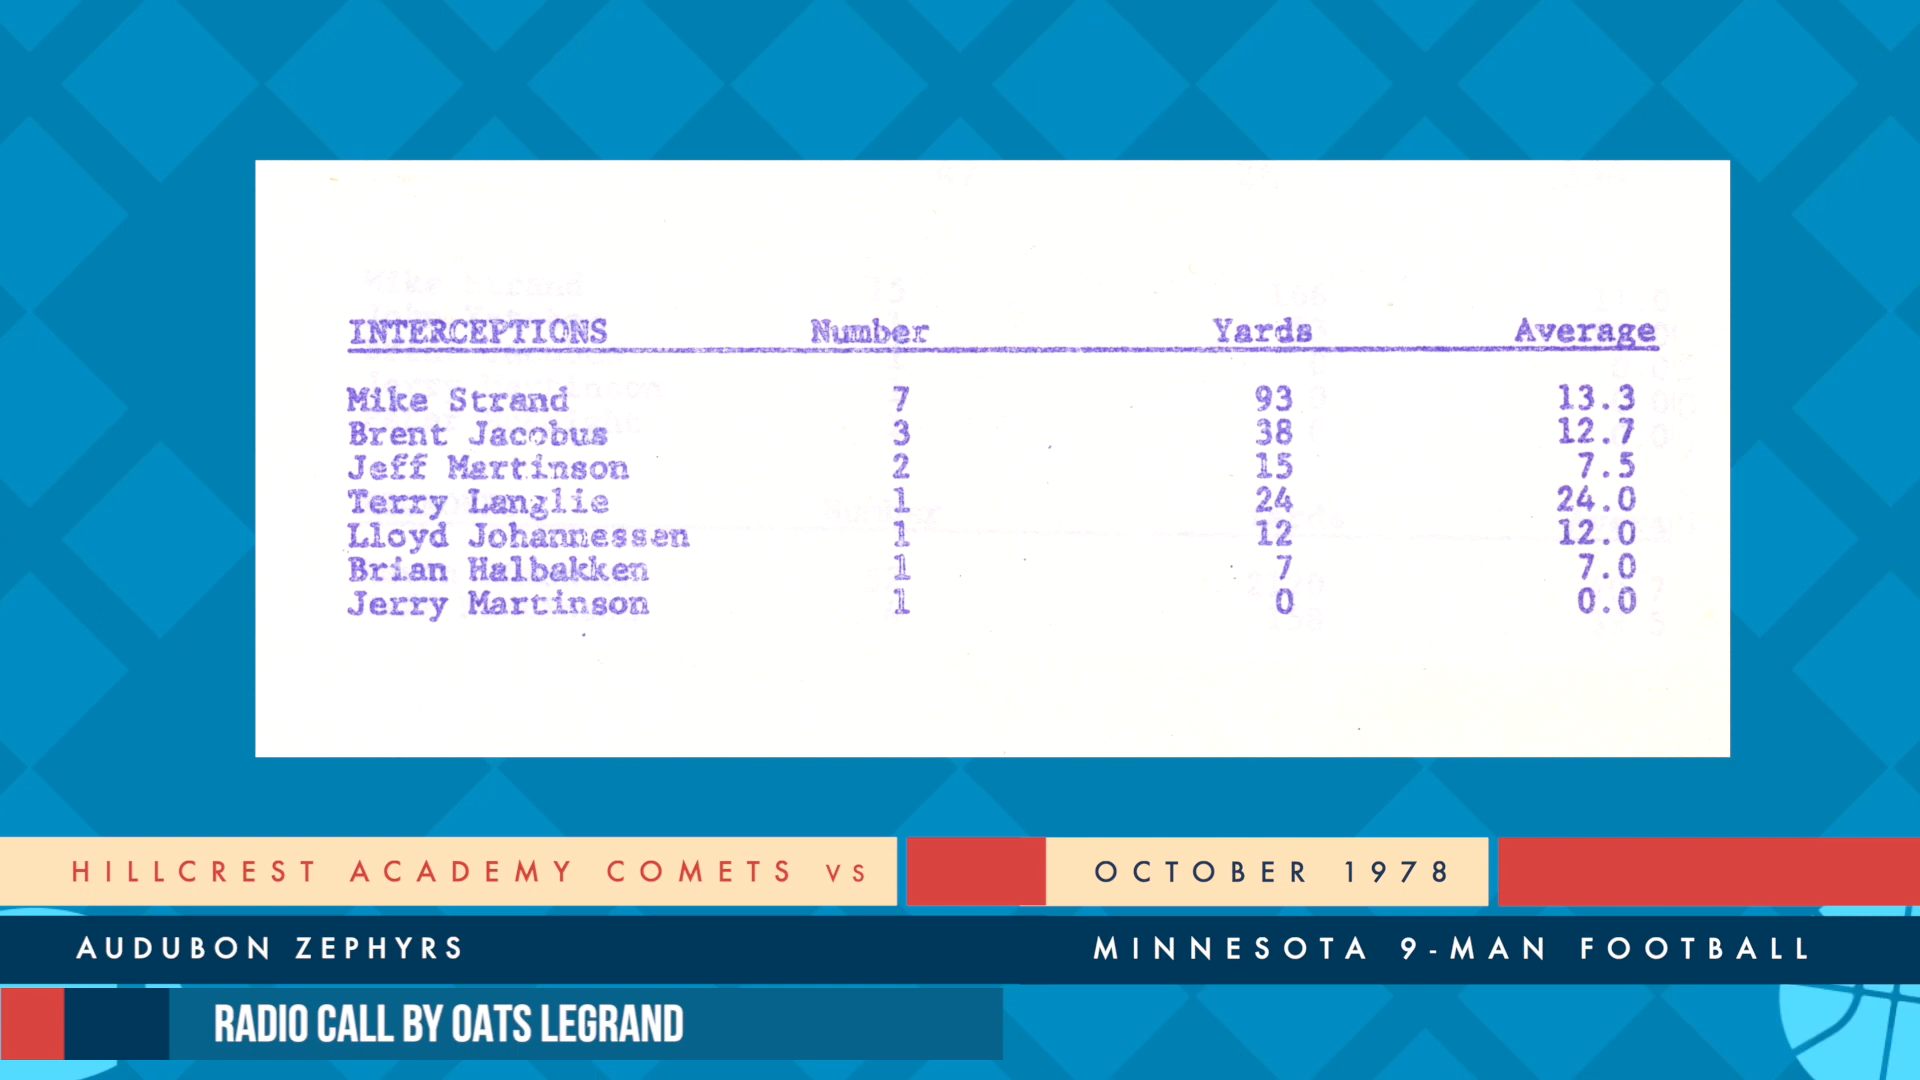 INTERCEPTIONS Number Yards Average
Mike Strand 7 93 13.3
Brent Jacobus 3 38 12.7
Jeff Martinson 2 15 7.5
Terry Langlie 1 24 24.0
Lloyd Johannessen 1 12 12.0
Brian Halbakken 1 7 7.0
Jerry Martinson 1 0 0.0
HILLCREST ACADEMY COMETS VS
OCTOBER 1978
AUDUBON ZEPHYRS
MINNESOTA 9-MAN FOOTBALL
RADIO CALL BY OATS LEGRAND